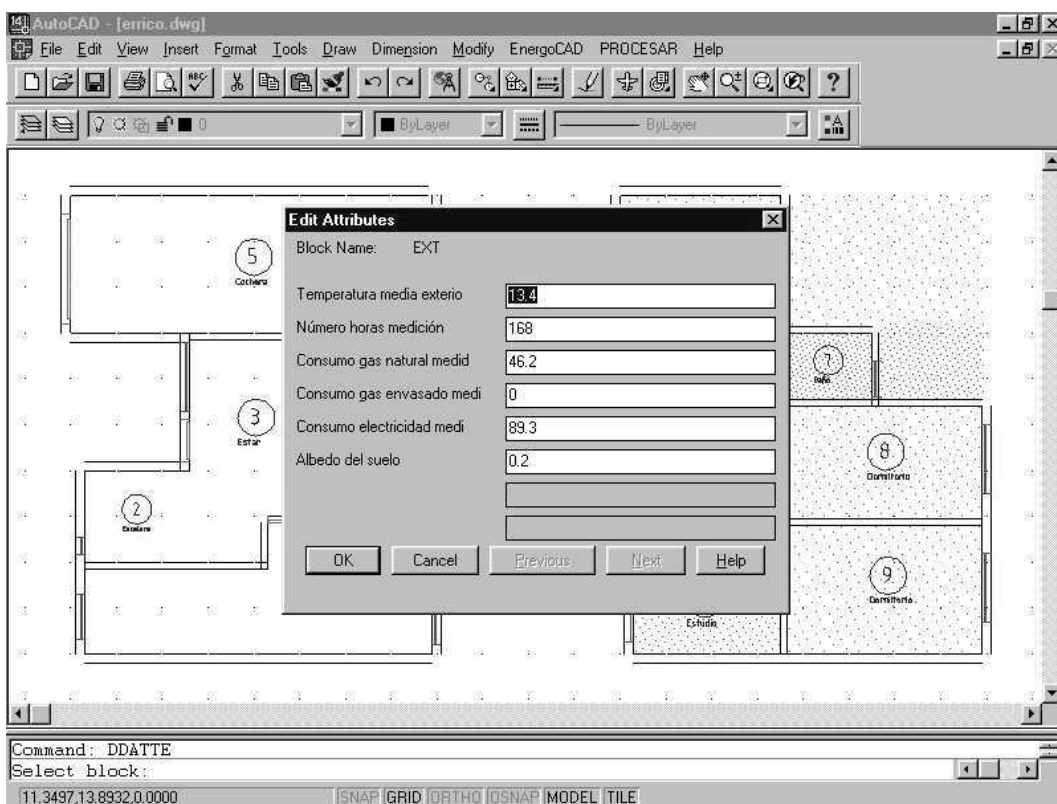 AutoCAD - [errico.dwg]
File Edit View Insert Format Tools Draw Dimension Modify EnergoCAD PROCESAR Help
0 ByLayer ByLayer
Edit Attributes
Block Name: EXT
Temperatura media exterio 13.4
Número horas medición 168
Consumo gas natural medid 46.2
Consumo gas envasado medi 0
Consumo electricidad medi 89.3
Albedo del suelo 0.2
OK Cancel Previous Next Help
5
Cochera
3
Estar
2
Escalera
7
Baño
8
Dormitorio
9
Dormitorio
Estudio
Command: DDATTE
Select block:
11.3497,13.8932,0.0000 SNAP GRID ORTHO OSNAP MODEL TILE